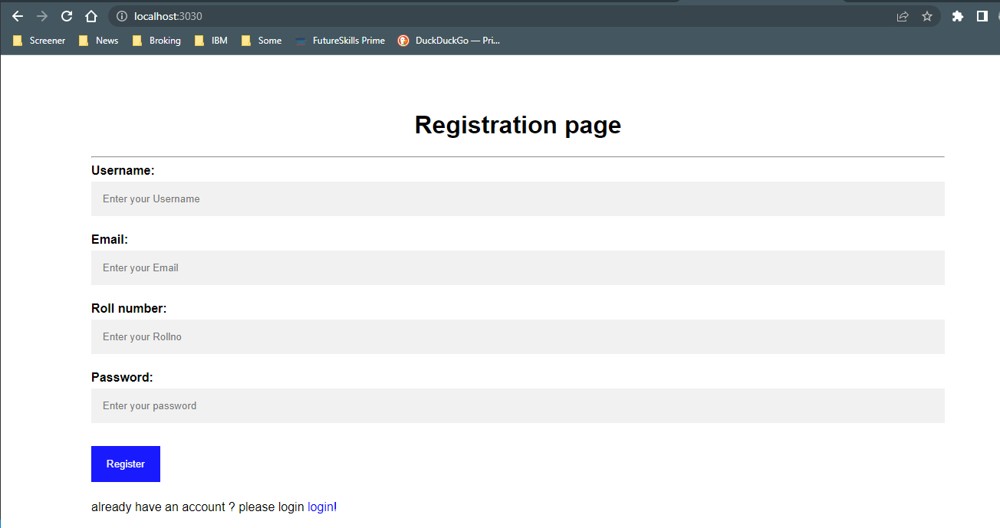 localhost:3030
Screener News Broking IBM Some FutureSkills Prime DuckDuckGo — Pri...
Registration page
Username:
Enter your Username
Email:
Enter your Email
Roll number:
Enter your Rollno
Password:
Enter your password
Register
already have an account ? please login login!